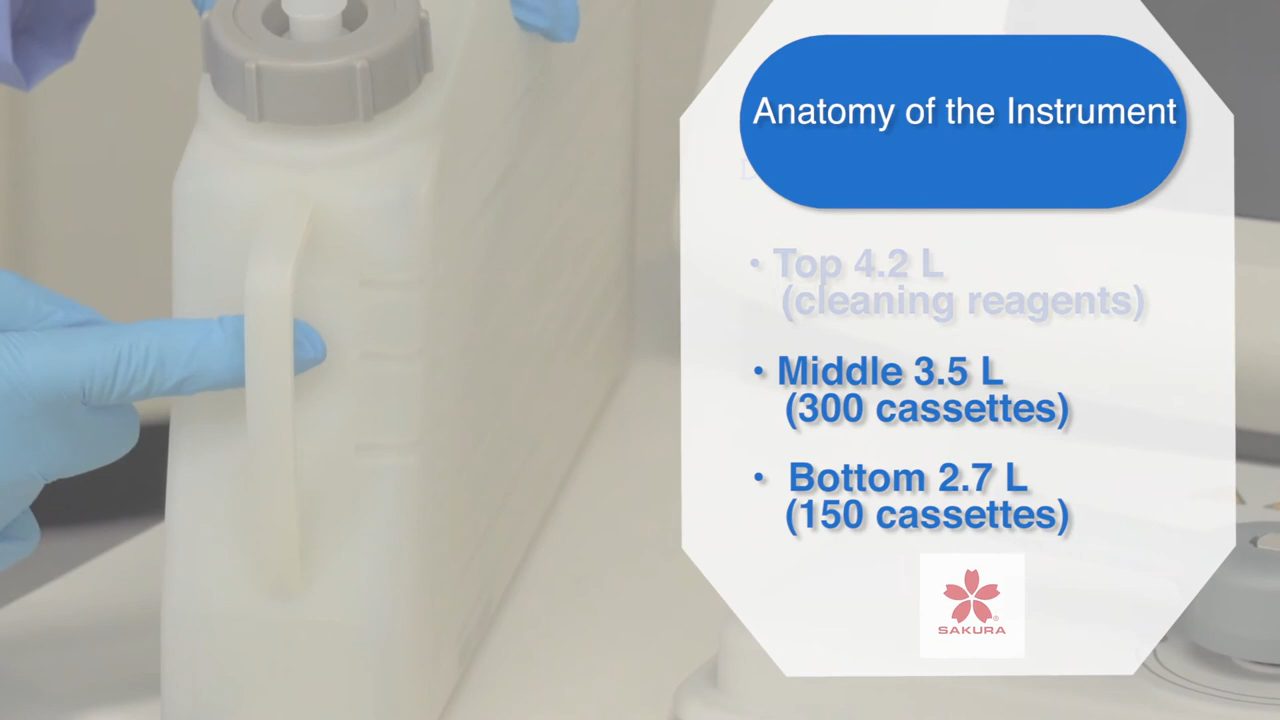 Anatomy of the Instrument
• Top 4.2 L
(cleaning reagents)
• Middle 3.5 L
(300 cassettes)
• Bottom 2.7 L
(150 cassettes)
SAKURA